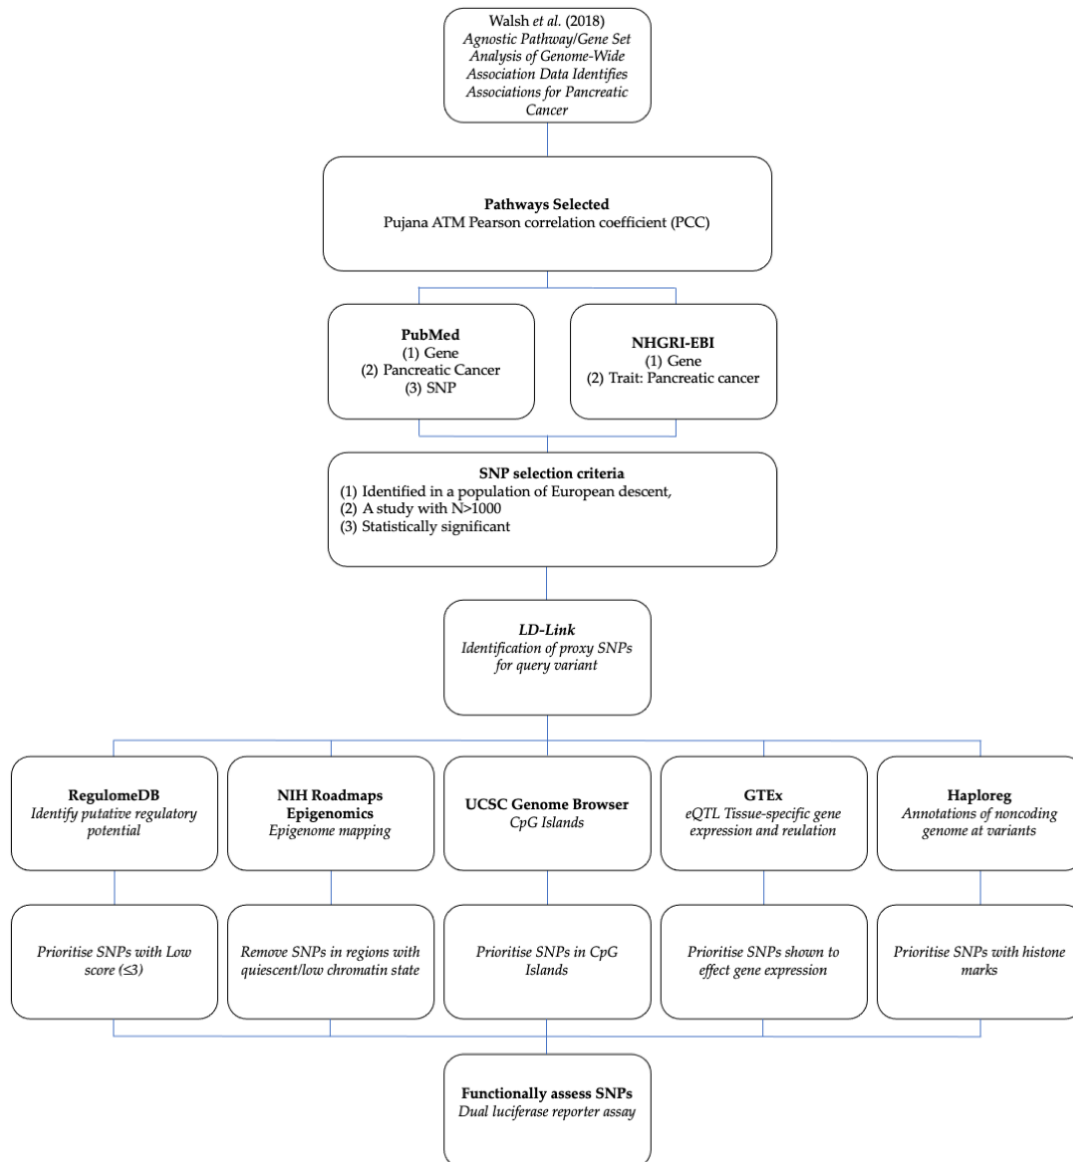 Walsh et al. (2018)
Agnostic Pathway/Gene Set
Analysis of Genome-Wide
Association Data Identifies
Associations for Pancreatic
Cancer
Pathways Selected
Pujana ATM Pearson correlation coefficient (PCC)
PubMed
(1) Gene
(2) Pancreatic Cancer
(3) SNP
NHGRI-EBI
(1) Gene
(2) Trait: Pancreatic cancer
SNP selection criteria
(1) Identified in a population of European descent,
(2) A study with N>1000
(3) Statistically significant
LD-Link
Identification of proxy SNPs
for query variant
RegulomeDB
Identify putative regulatory
potential
NIH Roadmaps
Epigenomics
Epigenome mapping
UCSC Genome Browser
CpG Islands
GTEx
eQTL Tissue-specific gene
expression and reulation
Haploreg
Annotations of noncoding
genome at variants
Prioritise SNPs with Low
score (≤3)
Remove SNPs in regions with
quiescent/low chromatin state
Prioritise SNPs in CpG
Islands
Prioritise SNPs shown to
effect gene expression
Prioritise SNPs with histone
marks
Functionally assess SNPs
Dual luciferase reporter assay